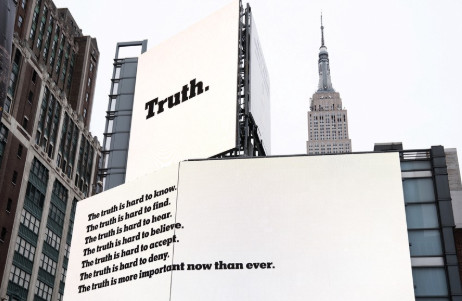 Truth.
The truth is hard to know.
The truth is hard to find.
The truth is hard to hear.
The truth is hard to believe.
The truth is hard to accept.
The truth is hard to deny.
The truth is more important now than ever.